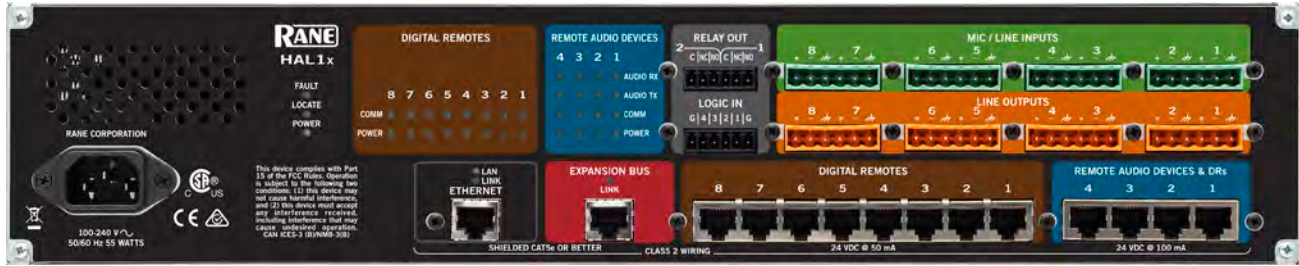 RANE
HAL1x
FAULT
LOCATE
POWER
RANE CORPORATION
100-240 V
50/60 Hz 55 WATTS
C US
This device complies with Part
15 of the FCC Rules. Operation
is subject to the following two
conditions: (1) this device may
not cause harmful interference,
and (2) this device must accept
any interference received,
including interference that may
cause undesired operation.
CAN ICES-3 (B)/NMB-3(B)
DIGITAL REMOTES
8 7 6 5 4 3 2 1
COMM
POWER
REMOTE AUDIO DEVICES
4 3 2 1
AUDIO RX
AUDIO TX
COMM
POWER
RELAY OUT
2 1
C NC NO C NC NO
LOGIC IN
G 4 3 2 1 G
MIC / LINE INPUTS
8 7 6 5 4 3 2 1
LINE OUTPUTS
8 7 6 5 4 3 2 1
LAN
LINK
ETHERNET
EXPANSION BUS
LINK
DIGITAL REMOTES
8 7 6 5 4 3 2 1
REMOTE AUDIO DEVICES & DRs
4 3 2 1
SHIELDED CAT5e OR BETTER
CLASS 2 WIRING
24 VDC @ 50 mA
24 VDC @ 100 mA